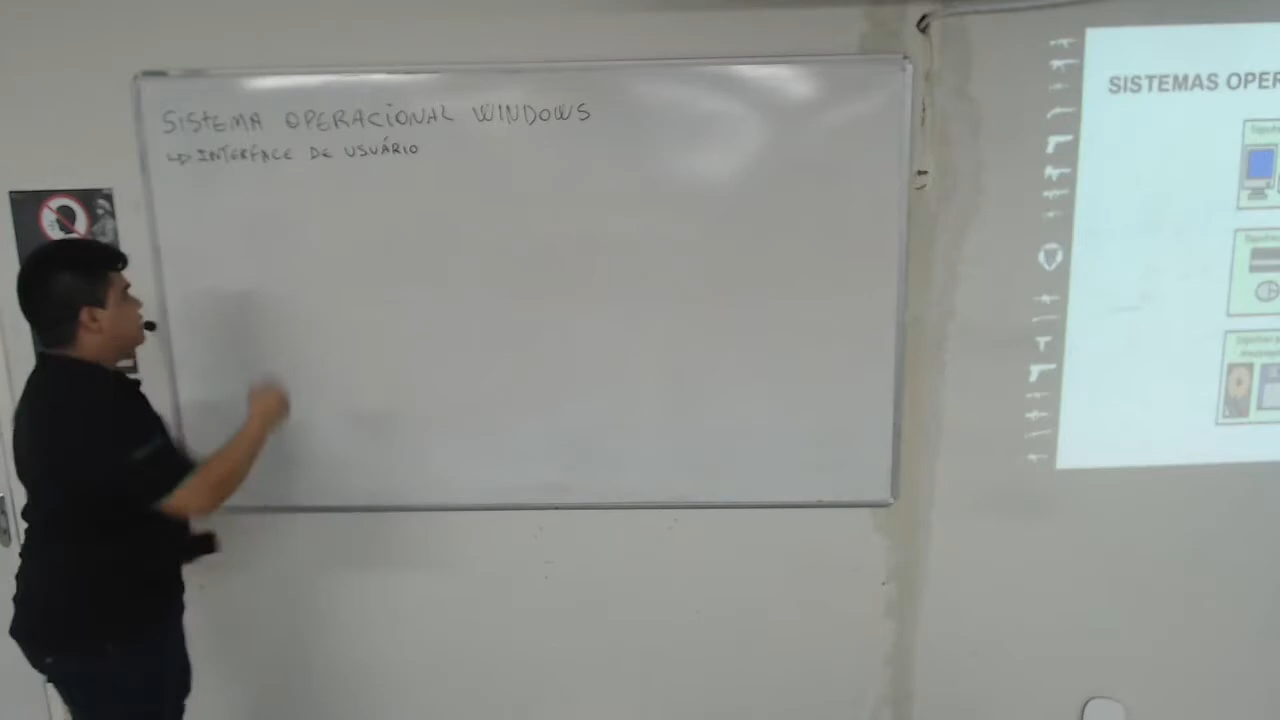 SISTEMA OPERACIONAL WINDOWS
INTERFACE DE USUÁRIO
SISTEMAS OPER